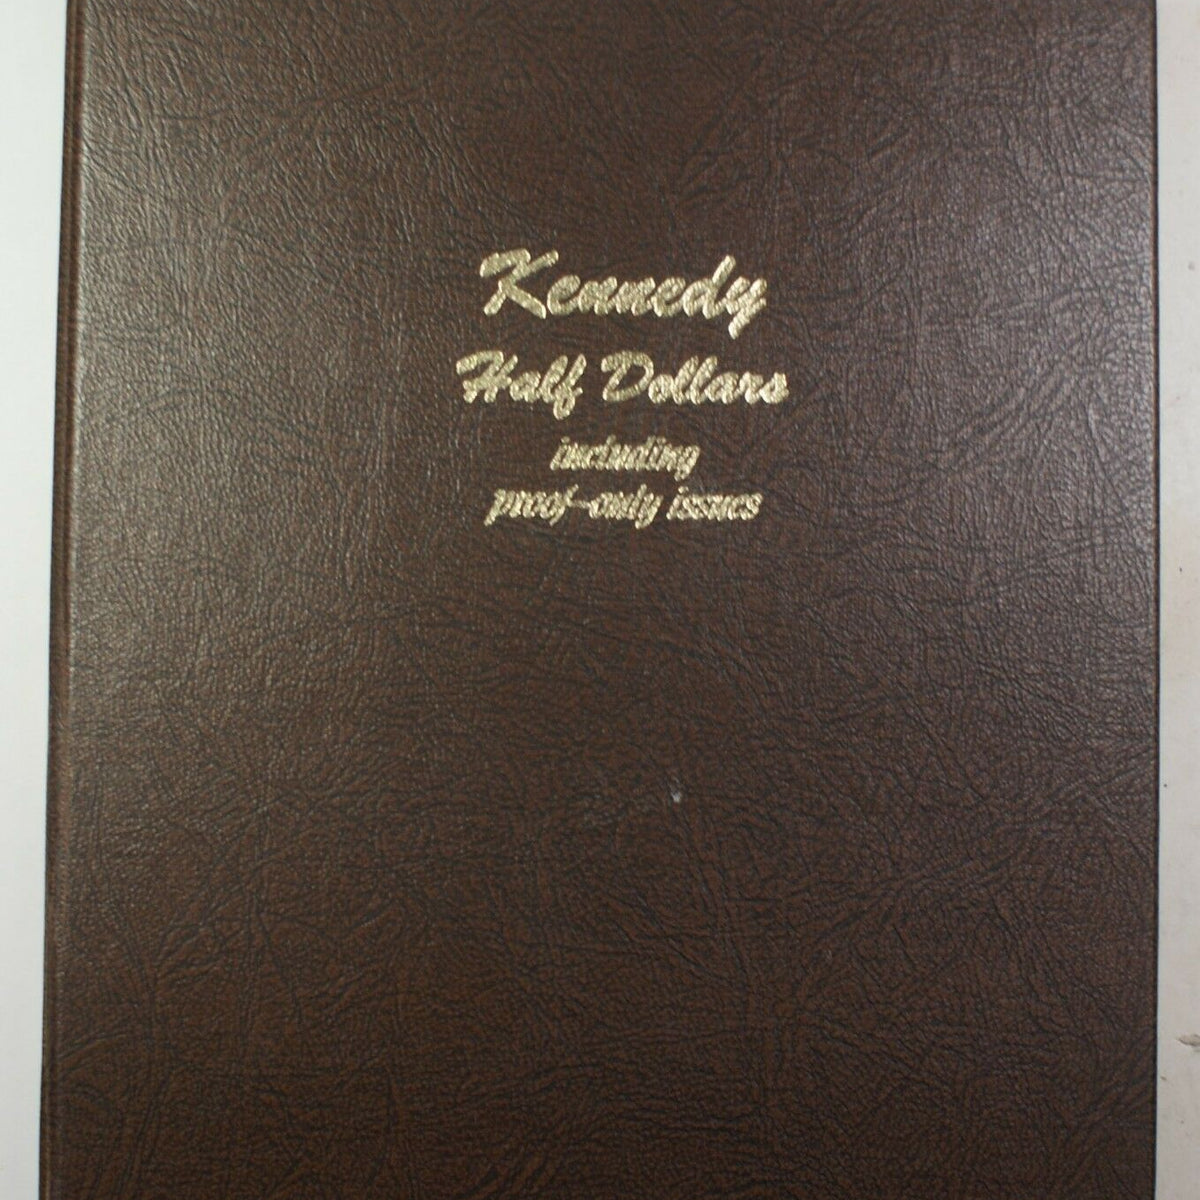 Kennedy
Half Dollars
including
proof-only issues